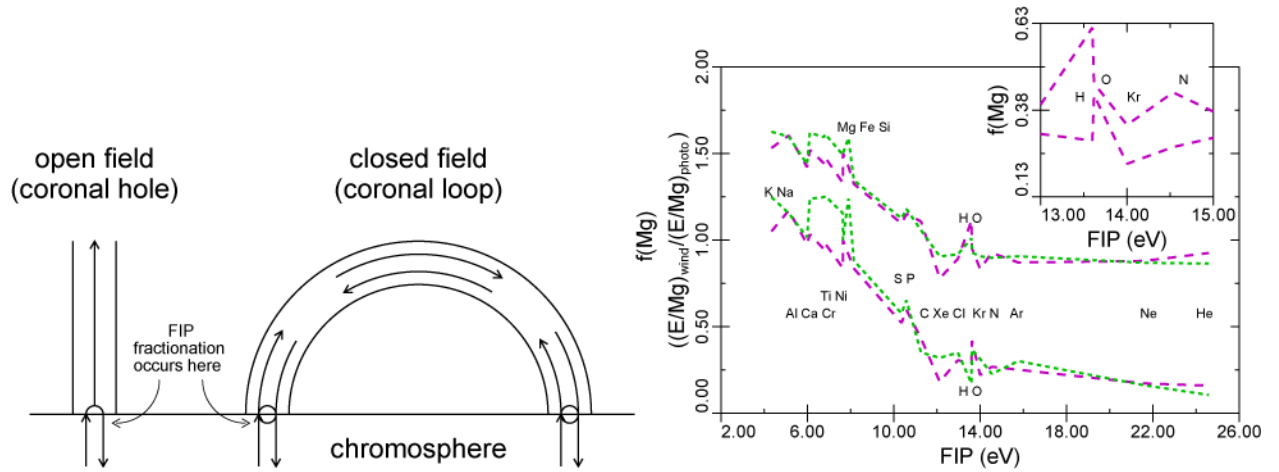 open field
(coronal hole)
closed field
(coronal loop)
FIP
fractionation
occurs here
chromosphere
f(Mg)
((E/Mg)wind/(E/Mg)photo)
2.00
1.50
1.00
0.50
0.00
Mg Fe Si
K Na
H O
Ti Ni
S P
Al Ca Cr
C Xe Cl Kr N Ar
Ne
He
H O
2.00
6.00
10.00
14.00
18.00
22.00
26.00
FIP (eV)
f(Mg)
0.63
0.38
0.13
H
O
Kr
N
13.00
14.00
15.00
FIP (eV)